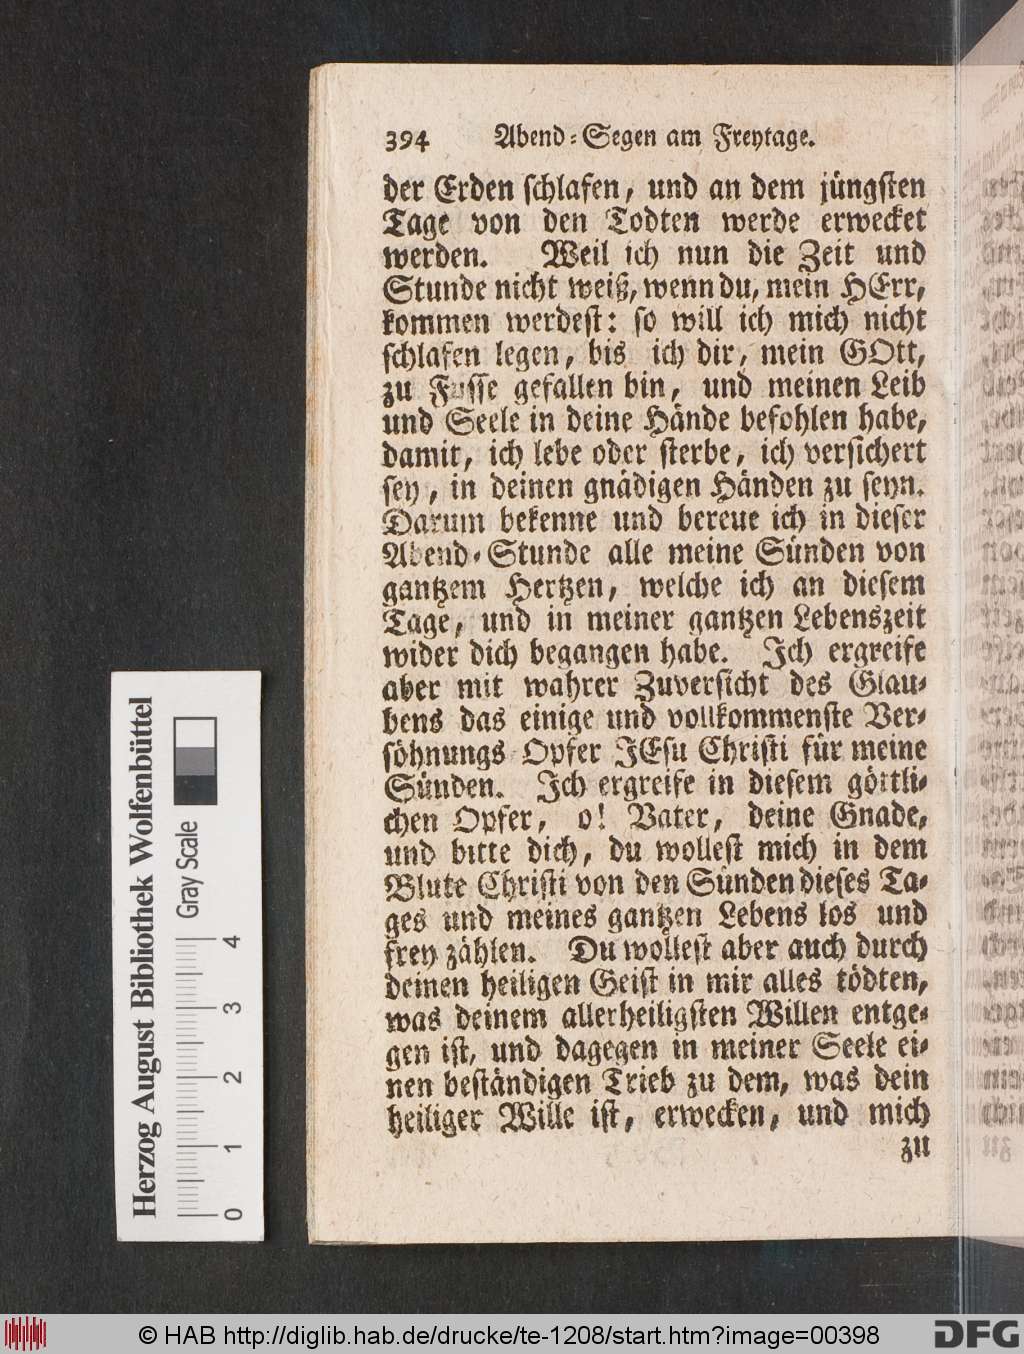 394 Abend-Segen am Freytage.
der Erden schlafen, und an dem jüngsten
Tage von den Todten werde erwecket
werden. Weil ich nun die Zeit und
Stunde nicht weiß, wenn du, mein HErr,
kommen werdest: so will ich mich nicht
schlafen legen, bis ich dir, mein GOtt,
zu Fusse gefallen bin, und meinen Leib
und Seele in deine Hände befohlen habe,
damit, ich lebe oder sterbe, ich versichert
sey, in deinen gnädigen Händen zu seyn.
Darum bekenne und bereue ich in dieser
Abend-Stunde alle meine Sünden von
gantzem Hertzen, welche ich an diesem
Tage, und in meiner gantzen Lebenszeit
wider dich begangen habe. Ich ergreife
aber mit wahrer Zuversicht des Glau-
bens das einige und vollkommenste Ver-
söhnungs Opfer JEsu Christi für meine
Sünden. Ich ergreife in diesem göttli-
chen Opfer, o! Vater, deine Gnade,
und bitte dich, du wollest mich in dem
Blute Christi von den Sünden dieses Ta-
ges und meines gantzen Lebens los und
frey zählen. Du wollest aber auch durch
deinen heiligen Geist in mir alles tödten,
was deinem allerheiligsten Willen entge-
gen ist, und dagegen in meiner Seele ei-
nen beständigen Trieb zu dem, was dein
heiliger Wille ist, erwecken, und mich
zu
Herzog August Bibliothek Wolfenbüttel
Gray Scale
0 1 2 3 4
© HAB http://diglib.hab.de/drucke/te-1208/start.htm?image=00398
DFG